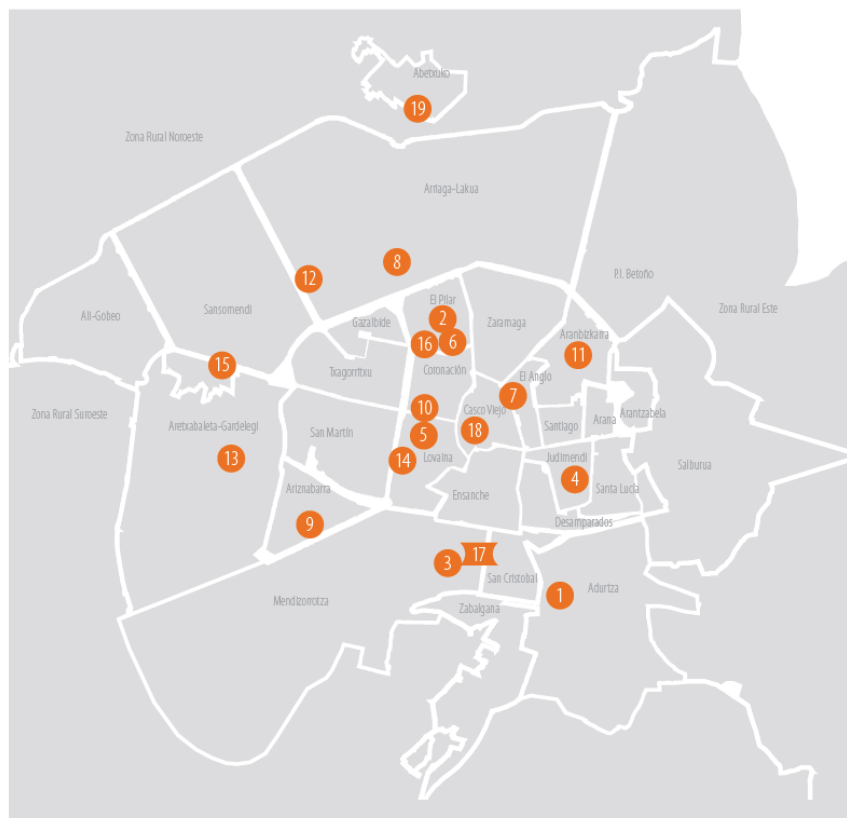 Abetxuko
19
Zona Rural Noroeste
Arriaga-Lakua
8
12
P.I. Betoño
El Pilar
Zona Rural Este
Sansomendi
Ali-Gobeo
2
Gazalbide
Zaramaga
Aranbizkarra
16
6
11
15
Txagorritxu
Coronación
El Anglo
7
10
Casco Viejo
Zona Rural Suroeste
Arana
Arantzabela
Aretxabaleta-Gardelegi
San Martín
5
18
Santiago
13
14
Lovaina
Judimendi
Salburua
4
Ariznabarra
Ensanche
Santa Lucía
9
Desamparados
17
3
San Cristobal
1
Adurtza
Mendizorrotza
Zabalgana